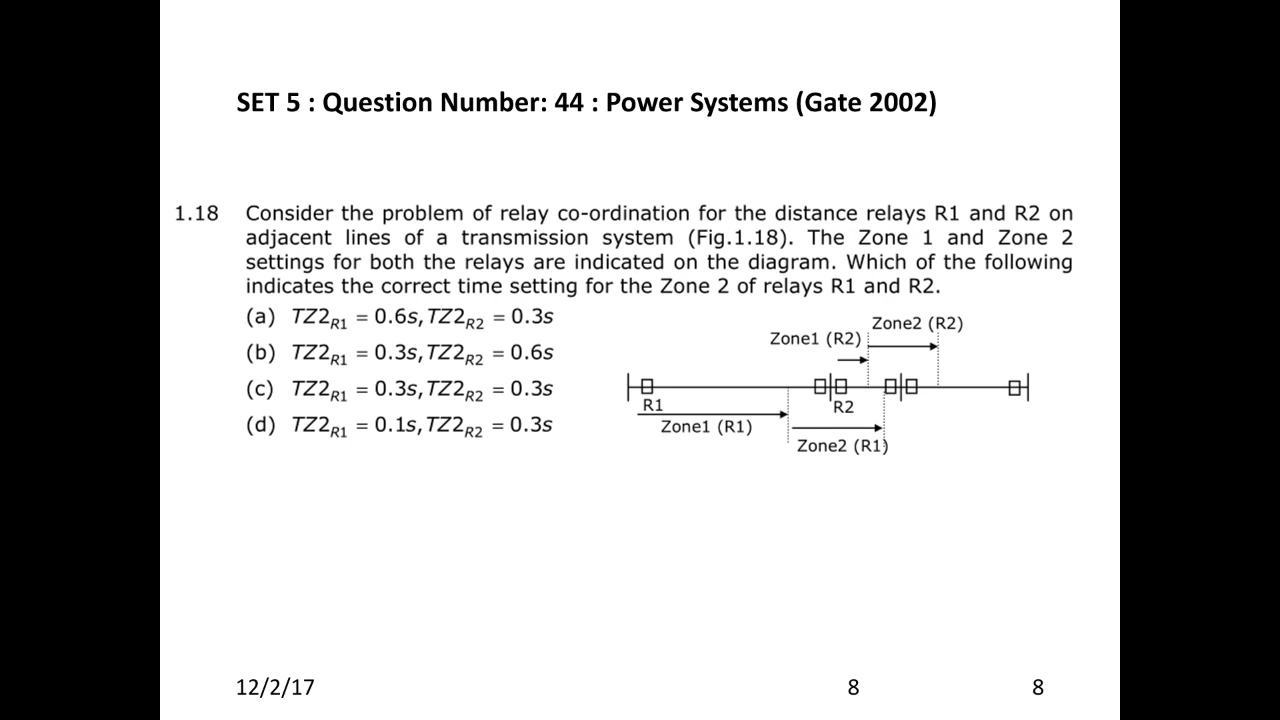 SET 5 : Question Number: 44 : Power Systems (Gate 2002)
1.18 Consider the problem of relay co-ordination for the distance relays R1 and R2 on
adjacent lines of a transmission system (Fig.1.18). The Zone 1 and Zone 2
settings for both the relays are indicated on the diagram. Which of the following
indicates the correct time setting for the Zone 2 of relays R1 and R2.
(a) TZ2R1 = 0.6s, TZ2R2 = 0.3s
(b) TZ2R1 = 0.3s, TZ2R2 = 0.6s
(c) TZ2R1 = 0.3s, TZ2R2 = 0.3s
(d) TZ2R1 = 0.1s, TZ2R2 = 0.3s
Zone2 (R2)
Zone1 (R2)
R1
R2
Zone1 (R1)
Zone2 (R1)
12/2/17 8 8